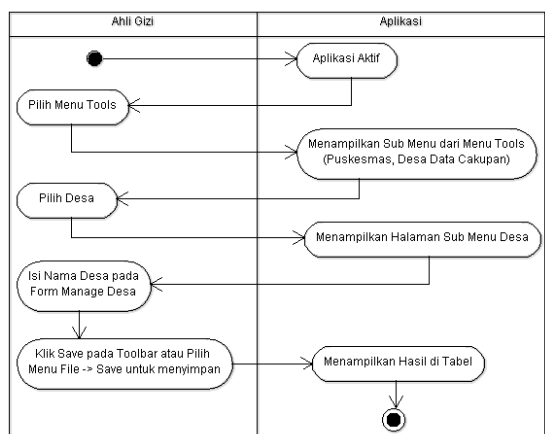 Ahli Gizi
Aplikasi
Aplikasi Aktif
Pilih Menu Tools
Menampilkan Sub Menu dari Menu Tools
(Puskesmas, Desa Data Cakupan)
Pilih Desa
Menampilkan Halaman Sub Menu Desa
Isi Nama Desa pada
Form Manage Desa
Klik Save pada Toolbar atau Pilih
Menu File -> Save untuk menyimpan
Menampilkan Hasil di Tabel